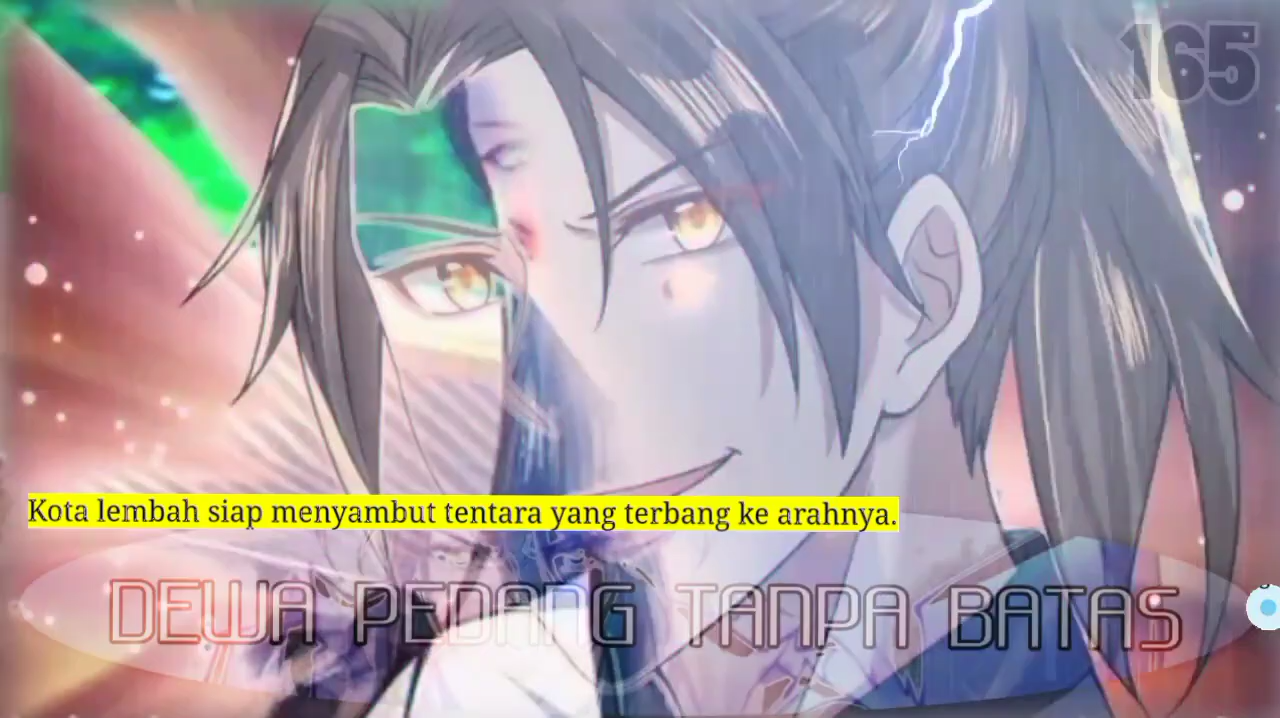 165
Kota lembah siap menyambut tentara yang terbang ke arahnya.
DEWA PEDANG TANPA BATAS